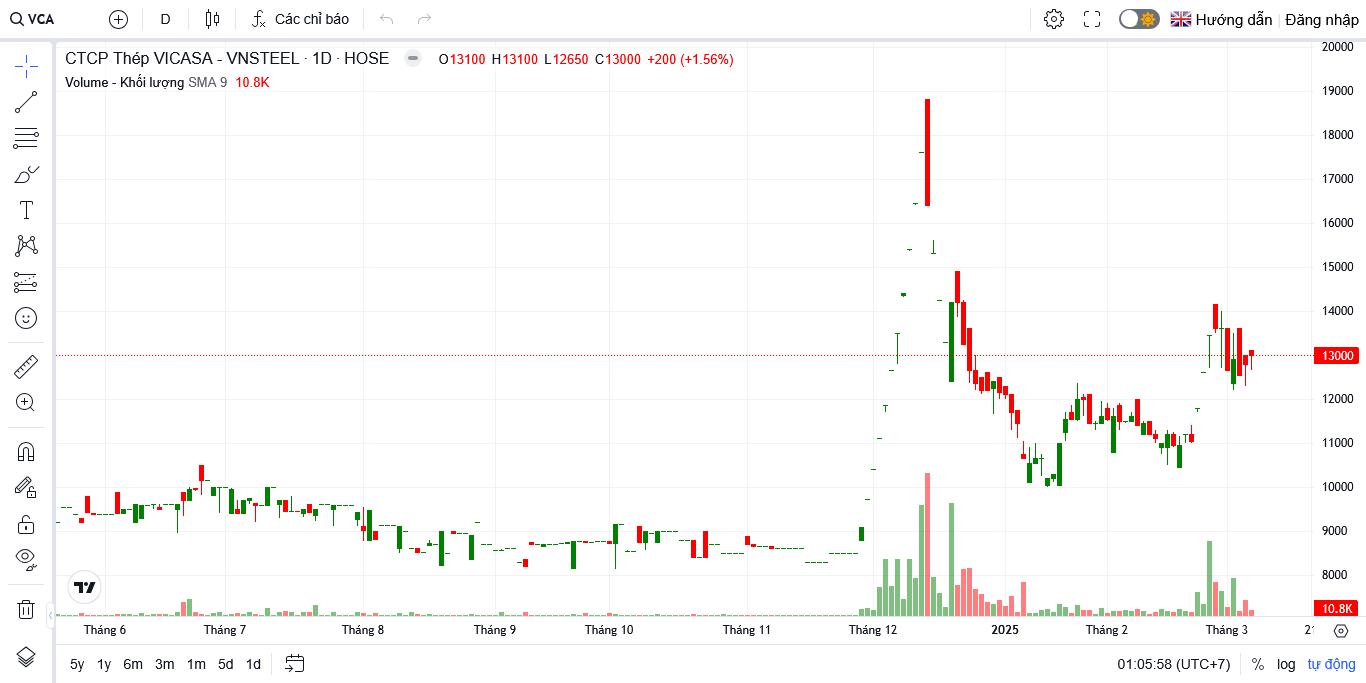 VCA D Các chỉ báo Hướng dẫn Đăng nhập
CTCP Thép VICASA - VNSTEEL · 1D · HOSE O13100 H13100 L12650 C13000 +200 (+1.56%)
Volume - Khối lượng SMA 9 10.8K
20000
19000
18000
17000
16000
15000
14000
13000
12000
11000
10000
9000
8000
10.8K
Tháng 6 Tháng 7 Tháng 8 Tháng 9 Tháng 10 Tháng 11 Tháng 12 2025 Tháng 2 Tháng 3
5y 1y 6m 3m 1m 5d 1d 01:05:58 (UTC+7) % log tự động